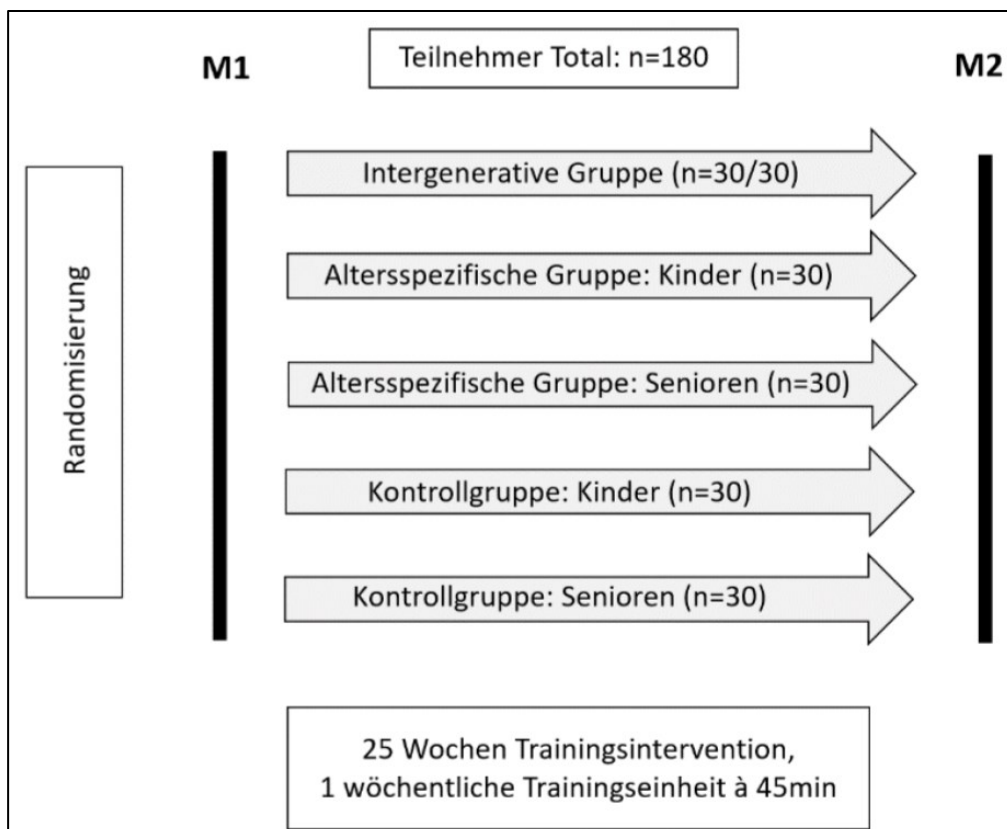 Teilnehmer Total: n=180
M1
M2
Randomisierung
Intergenerative Gruppe (n=30/30)
Altersspezifische Gruppe: Kinder (n=30)
Altersspezifische Gruppe: Senioren (n=30)
Kontrollgruppe: Kinder (n=30)
Kontrollgruppe: Senioren (n=30)
25 Wochen Trainingsintervention,
1 wöchentliche Trainingseinheit à 45min